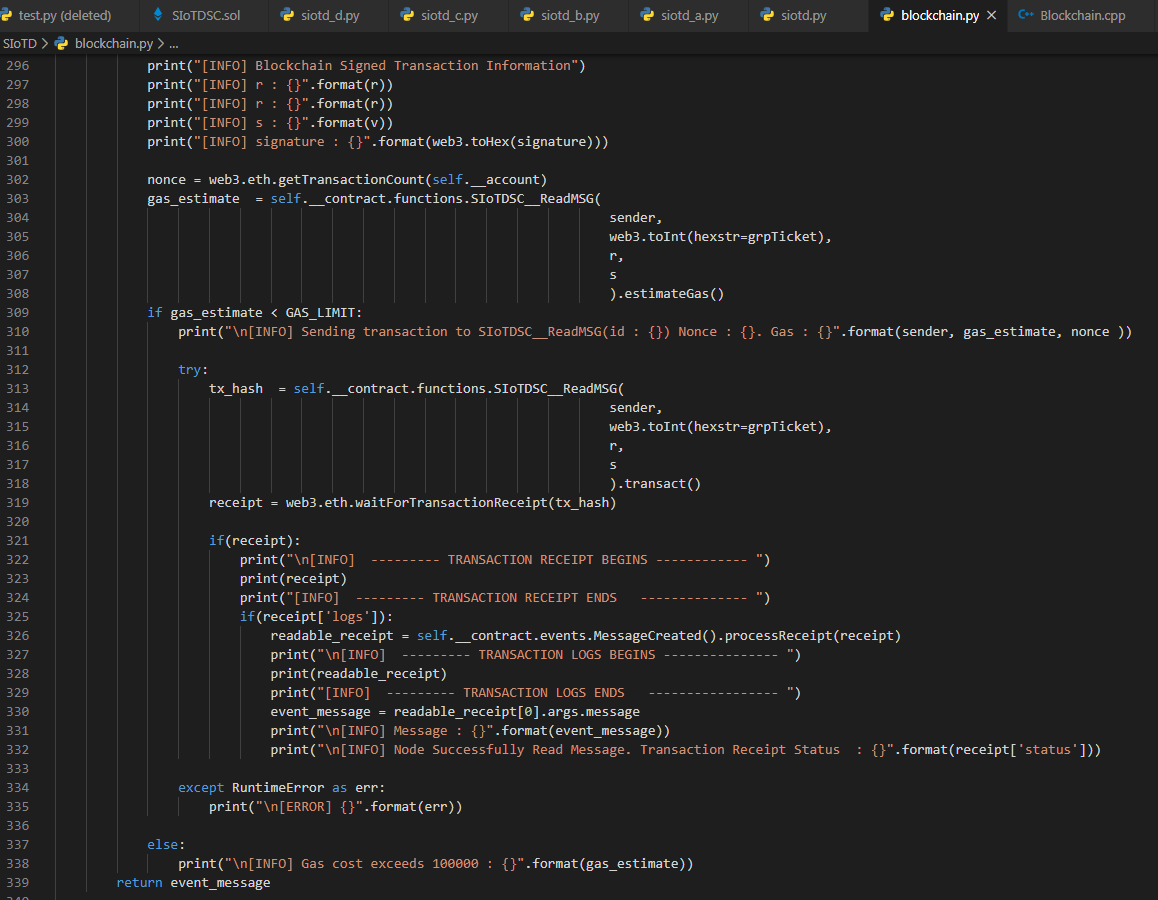 test.py (deleted) SIoTDSC.sol siotd_d.py siotd_c.py siotd_b.py siotd_a.py siotd.py blockchain.py Blockchain.cpp
SIoTD > blockchain.py > ...
296 print("[INFO] Blockchain Signed Transaction Information")
297 print("[INFO] r : {}".format(r))
298 print("[INFO] r : {}".format(r))
299 print("[INFO] s : {}".format(v))
300 print("[INFO] signature : {}".format(web3.toHex(signature)))
301
302 nonce = web3.eth.getTransactionCount(self.__account)
303 gas_estimate  = self.__contract.functions.SIoTDSC__ReadMSG(
304 sender,
305 web3.toInt(hexstr=grpTicket),
306 r,
307 s
308 ).estimateGas()
309 if gas_estimate < GAS_LIMIT:
310 print("\n[INFO] Sending transaction to SIoTDSC__ReadMSG(id : {}) Nonce : {}. Gas : {}".format(sender, gas_estimate, nonce ))
311
312 try:
313 tx_hash  = self.__contract.functions.SIoTDSC__ReadMSG(
314 sender,
315 web3.toInt(hexstr=grpTicket),
316 r,
317 s
318 ).transact()
319 receipt = web3.eth.waitForTransactionReceipt(tx_hash)
320
321 if(receipt):
322 print("\n[INFO]  --------- TRANSACTION RECEIPT BEGINS ------------ ")
323 print(receipt)
324 print("[INFO]  --------- TRANSACTION RECEIPT ENDS   -------------- ")
325 if(receipt['logs']):
326 readable_receipt = self.__contract.events.MessageCreated().processReceipt(receipt)
327 print("\n[INFO]  --------- TRANSACTION LOGS BEGINS --------------- ")
328 print(readable_receipt)
329 print("[INFO]  --------- TRANSACTION LOGS ENDS   ----------------- ")
330 event_message = readable_receipt[0].args.message
331 print("\n[INFO] Message : {}".format(event_message))
332 print("\n[INFO] Node Successfully Read Message. Transaction Receipt Status  : {}".format(receipt['status']))
333
334 except RuntimeError as err:
335 print("\n[ERROR] {}".format(err))
336
337 else:
338 print("\n[INFO] Gas cost exceeds 100000 : {}".format(gas_estimate))
339 return event_message